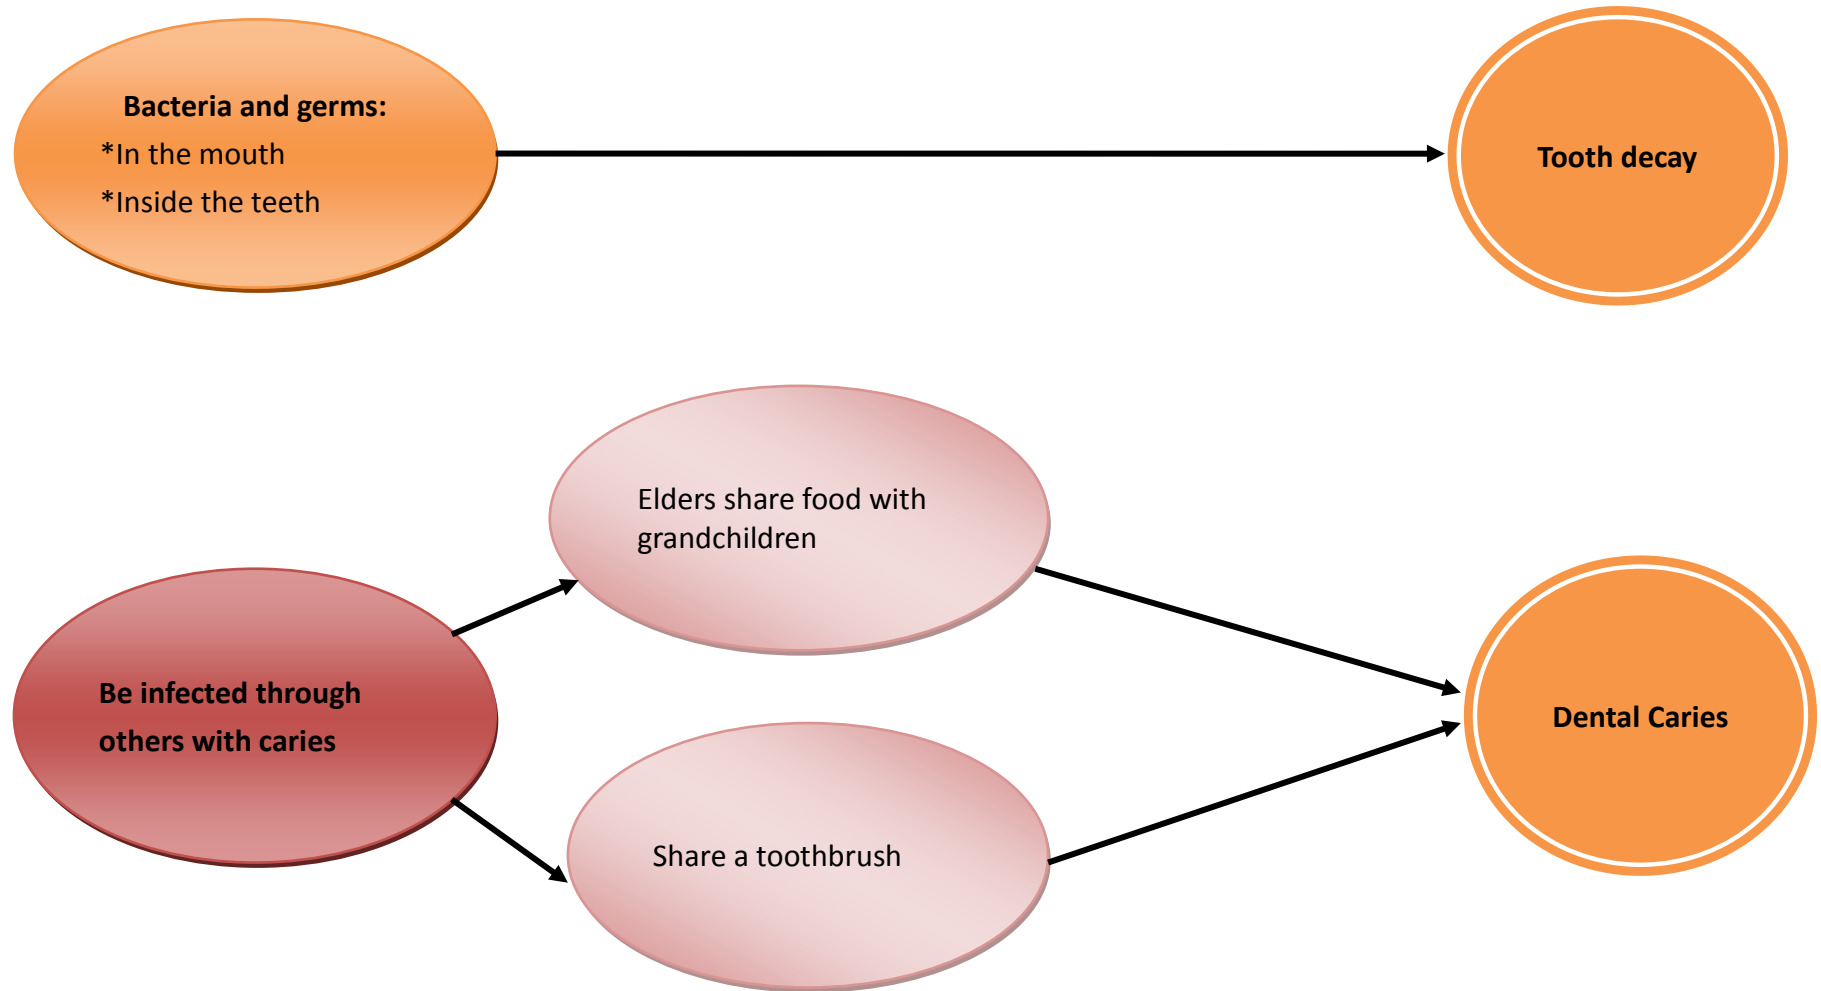 Bacteria and germs:
*In the mouth
*Inside the teeth
Tooth decay
Elders share food with
grandchildren
Be infected through
others with caries
Dental Caries
Share a toothbrush